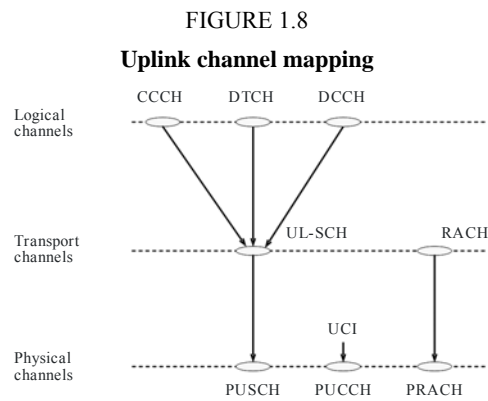 FIGURE 1.8
Uplink channel mapping
CCCH DTCH DCCH
Logical
channels
UL-SCH RACH
Transport
channels
UCI
Physical
channels
PUSCH PUCCH PRACH